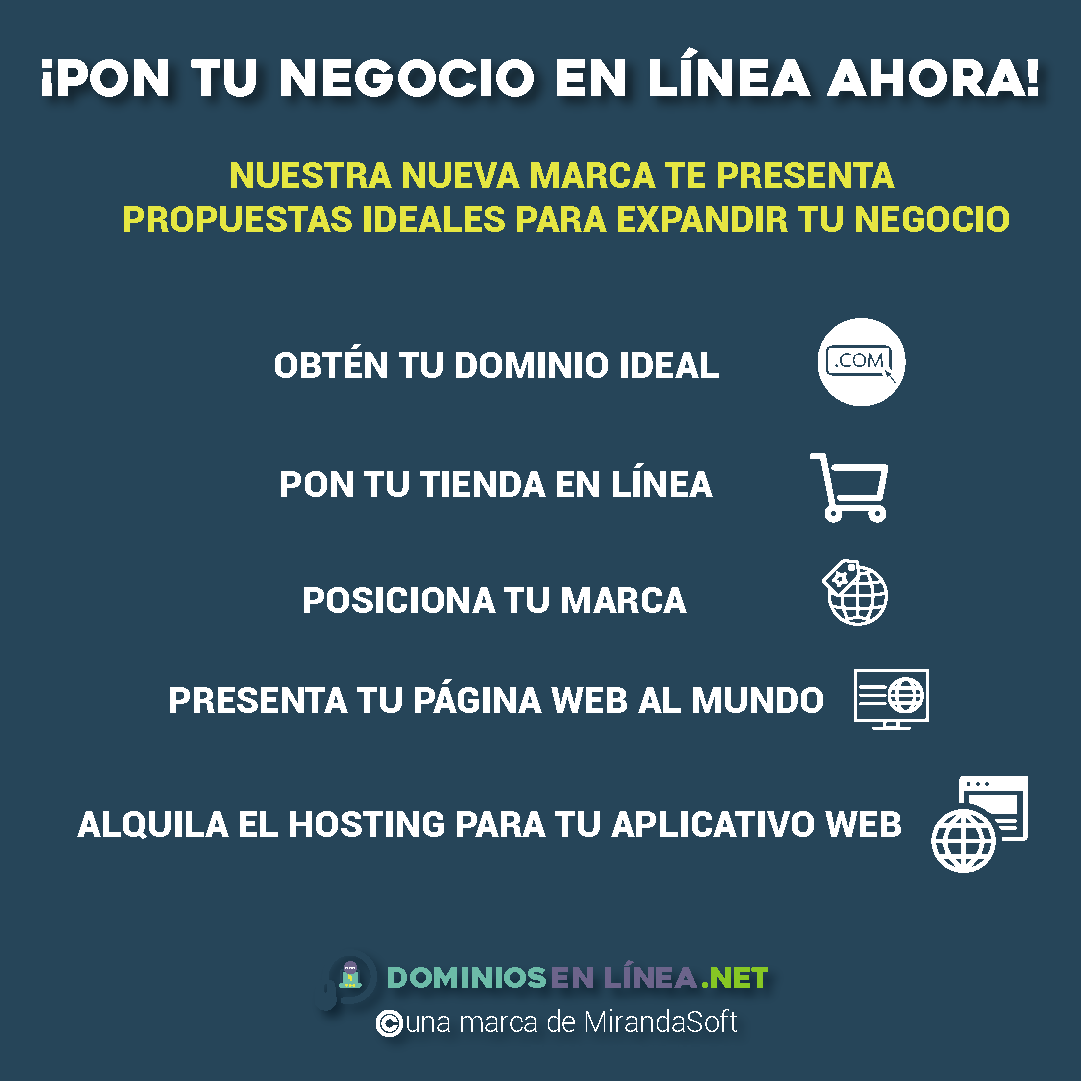 ¡PON TU NEGOCIO EN LÍNEA AHORA!
NUESTRA NUEVA MARCA TE PRESENTA
PROPUESTAS IDEALES PARA EXPANDIR TU NEGOCIO
OBTÉN TU DOMINIO IDEAL
.COM
PON TU TIENDA EN LÍNEA
POSICIONA TU MARCA
PRESENTA TU PÁGINA WEB AL MUNDO
ALQUILA EL HOSTING PARA TU APLICATIVO WEB
DOMINIOS EN LÍNEA.NET
©una marca de MirandaSoft